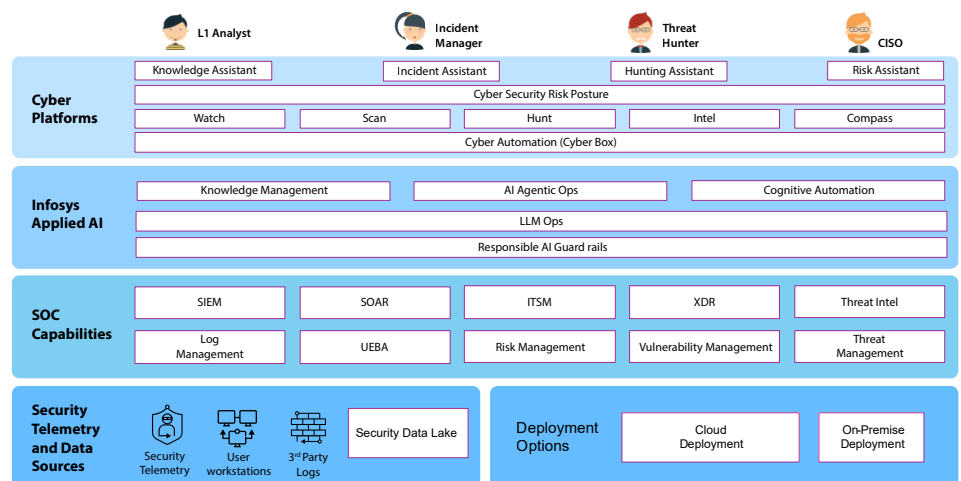 L1 Analyst
Incident
Manager
Threat
Hunter
CISO
Cyber
Platforms
Knowledge Assistant
Incident Assistant
Hunting Assistant
Risk Assistant
Cyber Security Risk Posture
Watch
Scan
Hunt
Intel
Compass
Cyber Automation (Cyber Box)
Infosys
Applied AI
Knowledge Management
AI Agentic Ops
Cognitive Automation
LLM Ops
Responsible AI Guard rails
SOC
Capabilities
SIEM
SOAR
ITSM
XDR
Threat Intel
Log
Management
UEBA
Risk Management
Vulnerability Management
Threat
Management
Security
Telemetry
and Data
Sources
Security
Telemetry
User
workstations
3rd Party
Logs
Security Data Lake
Deployment
Options
Cloud
Deployment
On-Premise
Deployment